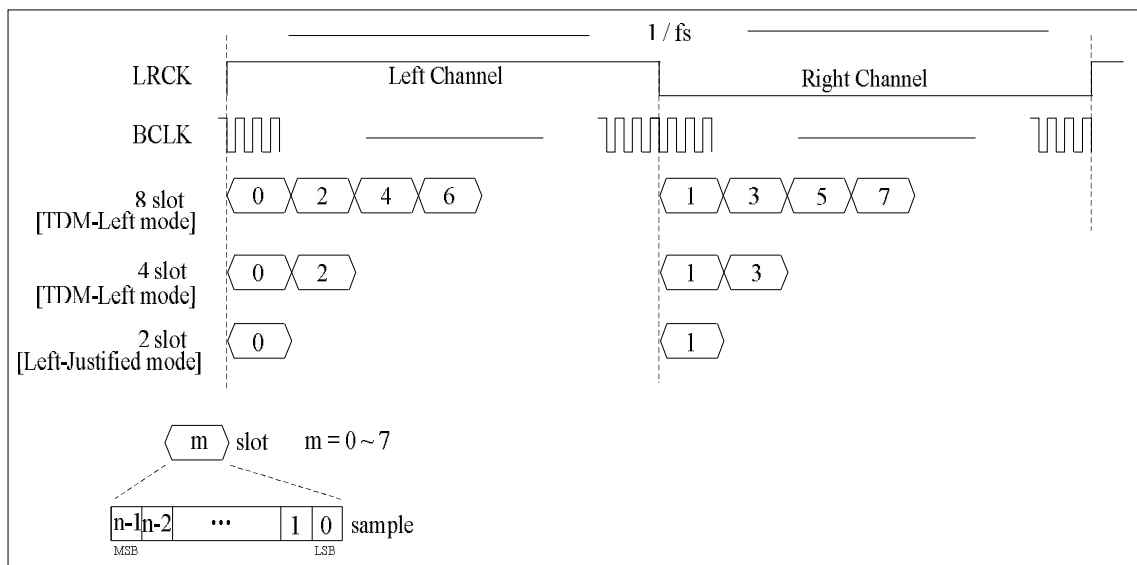 1 / fs
LRCK Left Channel Right Channel
BCLK
8 slot
[TDM-Left mode]
0 2 4 6 1 3 5 7
4 slot
[TDM-Left mode]
0 2 1 3
2 slot
[Left-Justified mode]
0 1
m slot m = 0 ~ 7
n-1 n-2 ••• 1 0 sample
MSB LSB